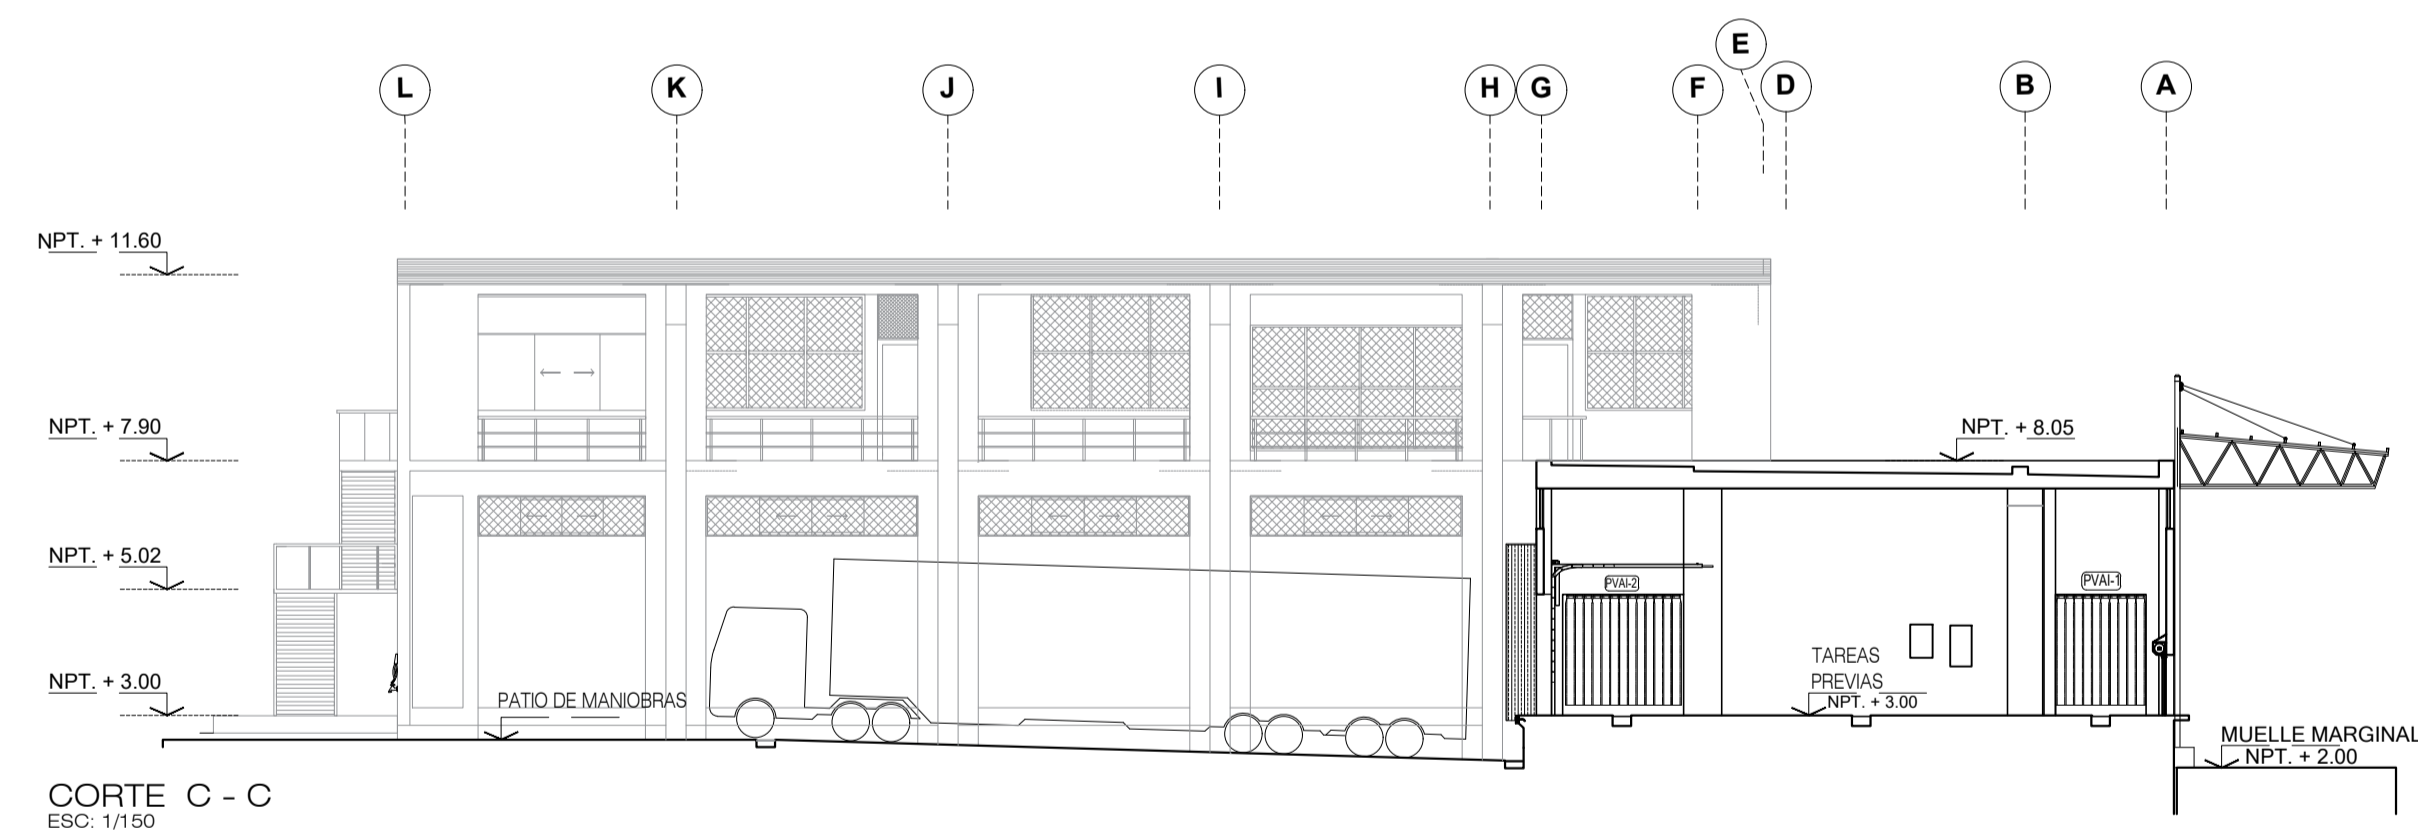 E
L K J I H G F D B A
NPT. + 11.60
NPT. + 7.90
NPT. + 8.05
NPT. + 5.02
PVAI-2
PVAI-1
TAREAS
PREVIAS
NPT. + 3.00
NPT. + 3.00
PATIO DE MANIOBRAS
MUELLE MARGINAL
NPT. + 2.00
CORTE C - C
ESC: 1/150